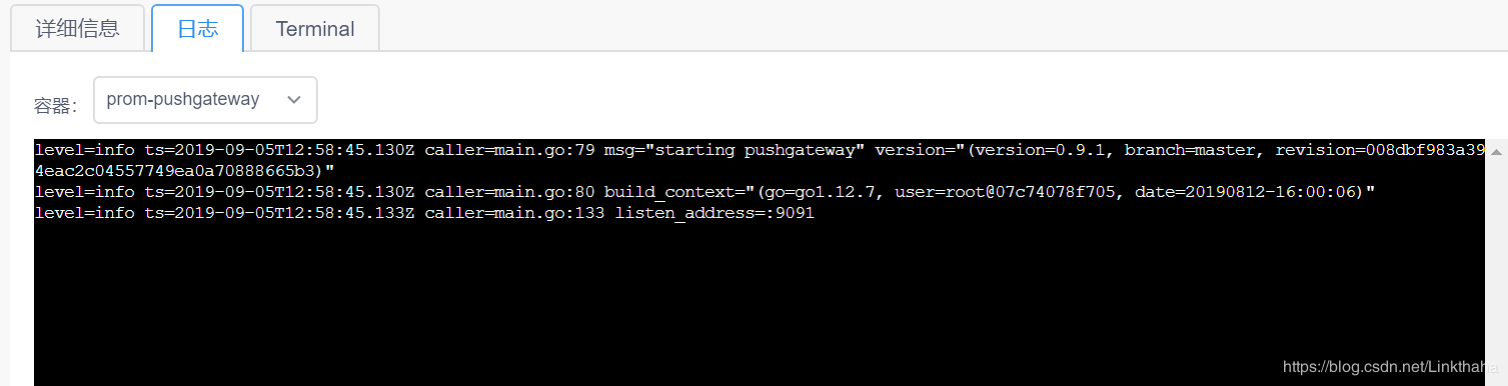 详细信息 日志 Terminal
容器： prom-pushgateway
level=info ts=2019-09-05T12:58:45.130Z caller=main.go:79 msg="starting pushgateway" version="(version=0.9.1, branch=master, revision=008dbf983a39
4eac2c04557749ea0a70888665b3)"
level=info ts=2019-09-05T12:58:45.130Z caller=main.go:80 build_context="(go=go1.12.7, user=root@07c74078f705, date=20190812-16:00:06)"
level=info ts=2019-09-05T12:58:45.133Z caller=main.go:133 listen_address=:9091
https://blog.csdn.net/Linkthaha